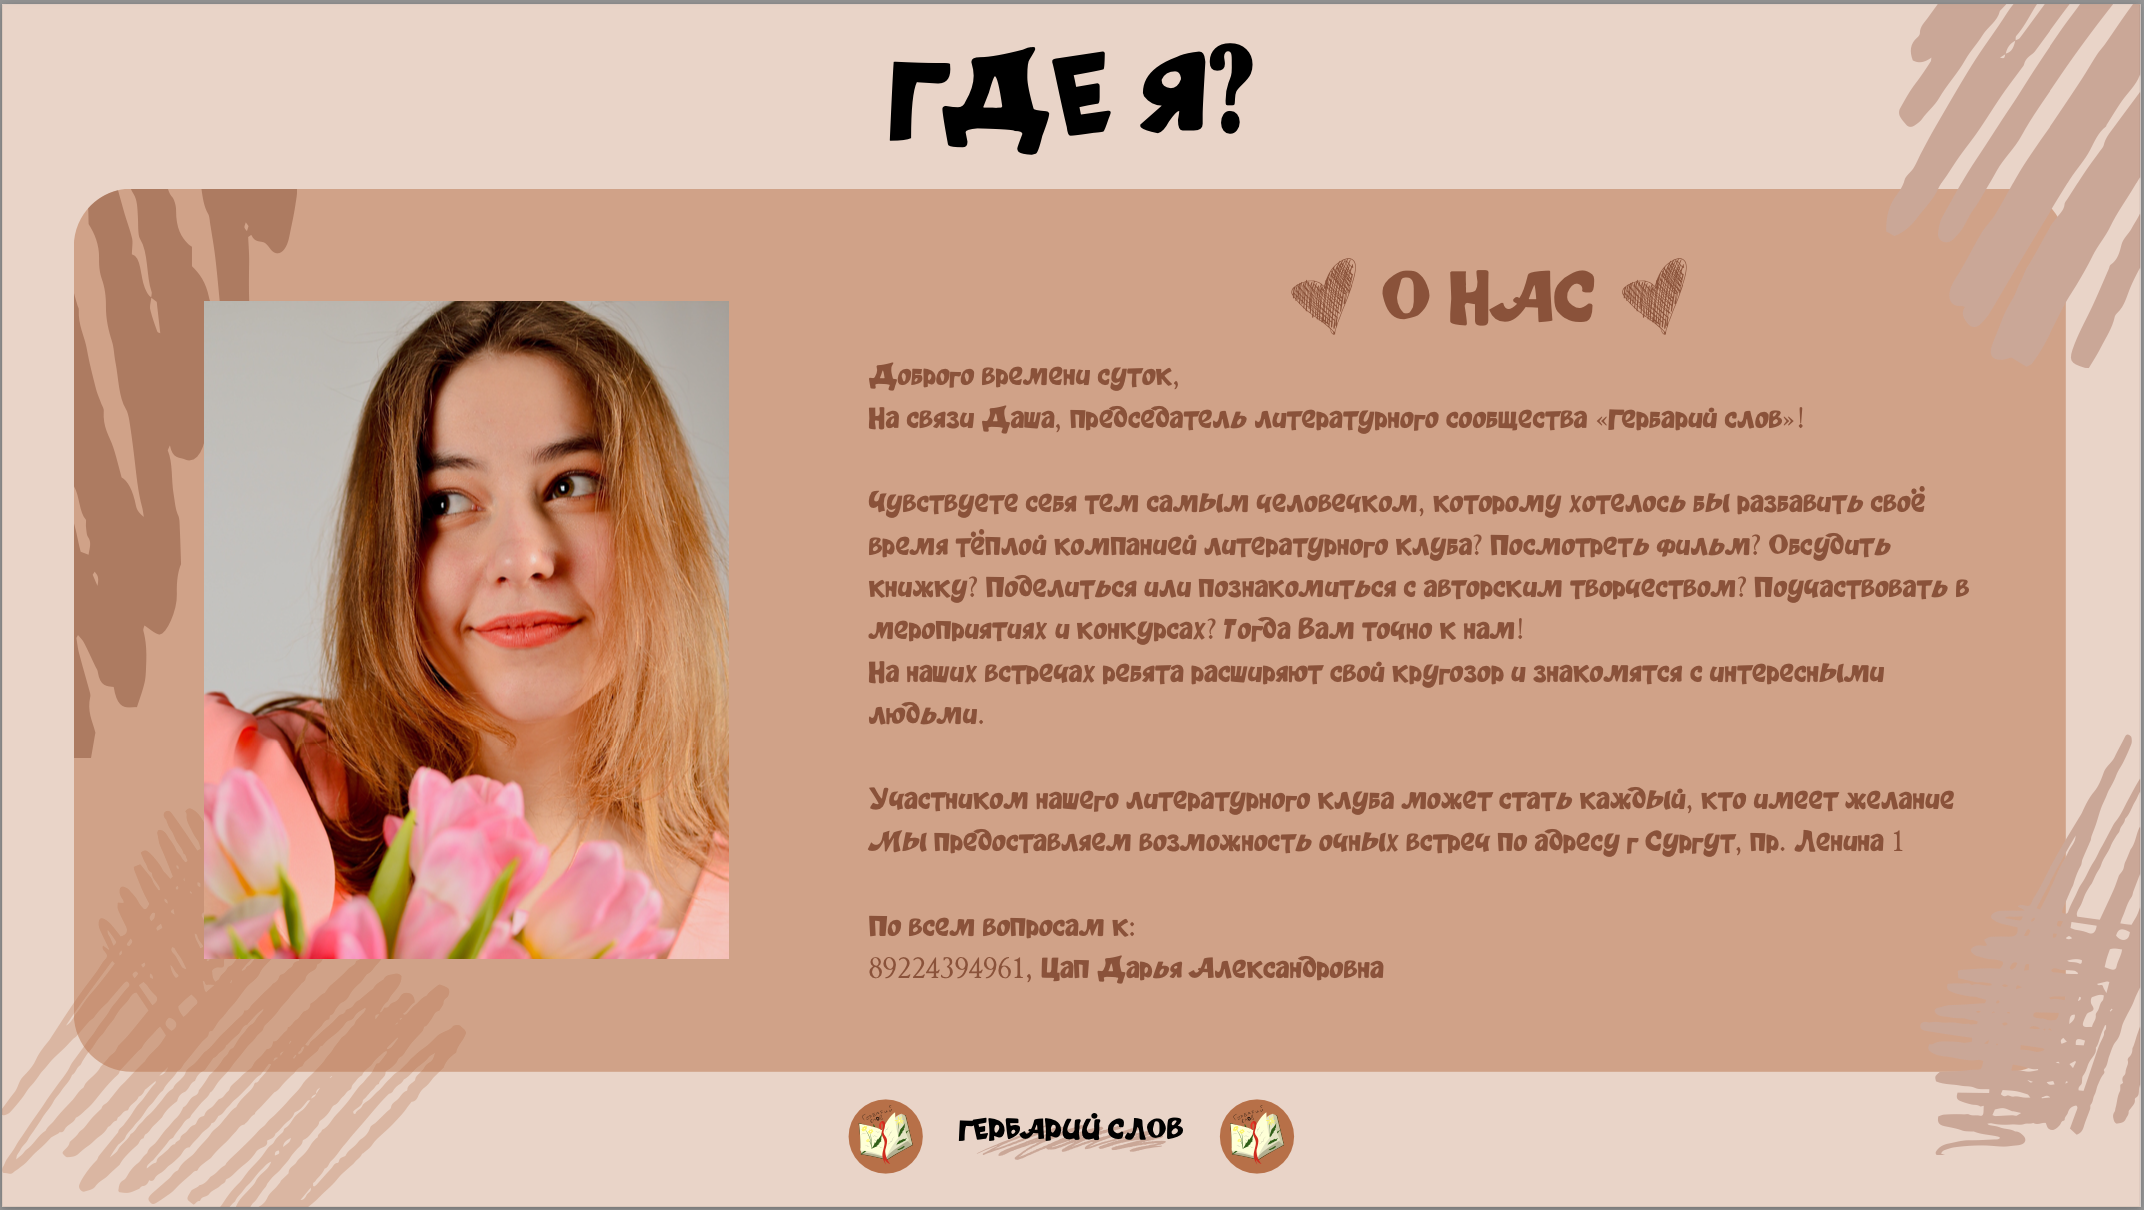 ГДЕ Я?
О НАС
Доброго времени суток,
На связи Даша, председатель литературного сообщества «Гербарий слов»!
Чувствуете себя тем самым человечком, которому хотелось бы разбавить своё
время тёплой компанией литературного клуба? Посмотреть фильм? Обсудить
книжку? Поделиться или познакомиться с авторским творчеством? Поучаствовать в
мероприятиях и конкурсах? Тогда Вам точно к нам!
На наших встречах ребята расширяют свой кругозор и знакомятся с интересными
людьми.
Участником нашего литературного клуба может стать каждый, кто имеет желание
Мы предоставляем возможность очных встреч по адресу г Сургут, пр. Ленина 1
По всем вопросам к:
89224394961, Цап Дарья Александровна
ГЕРБАРИЙ СЛОВ